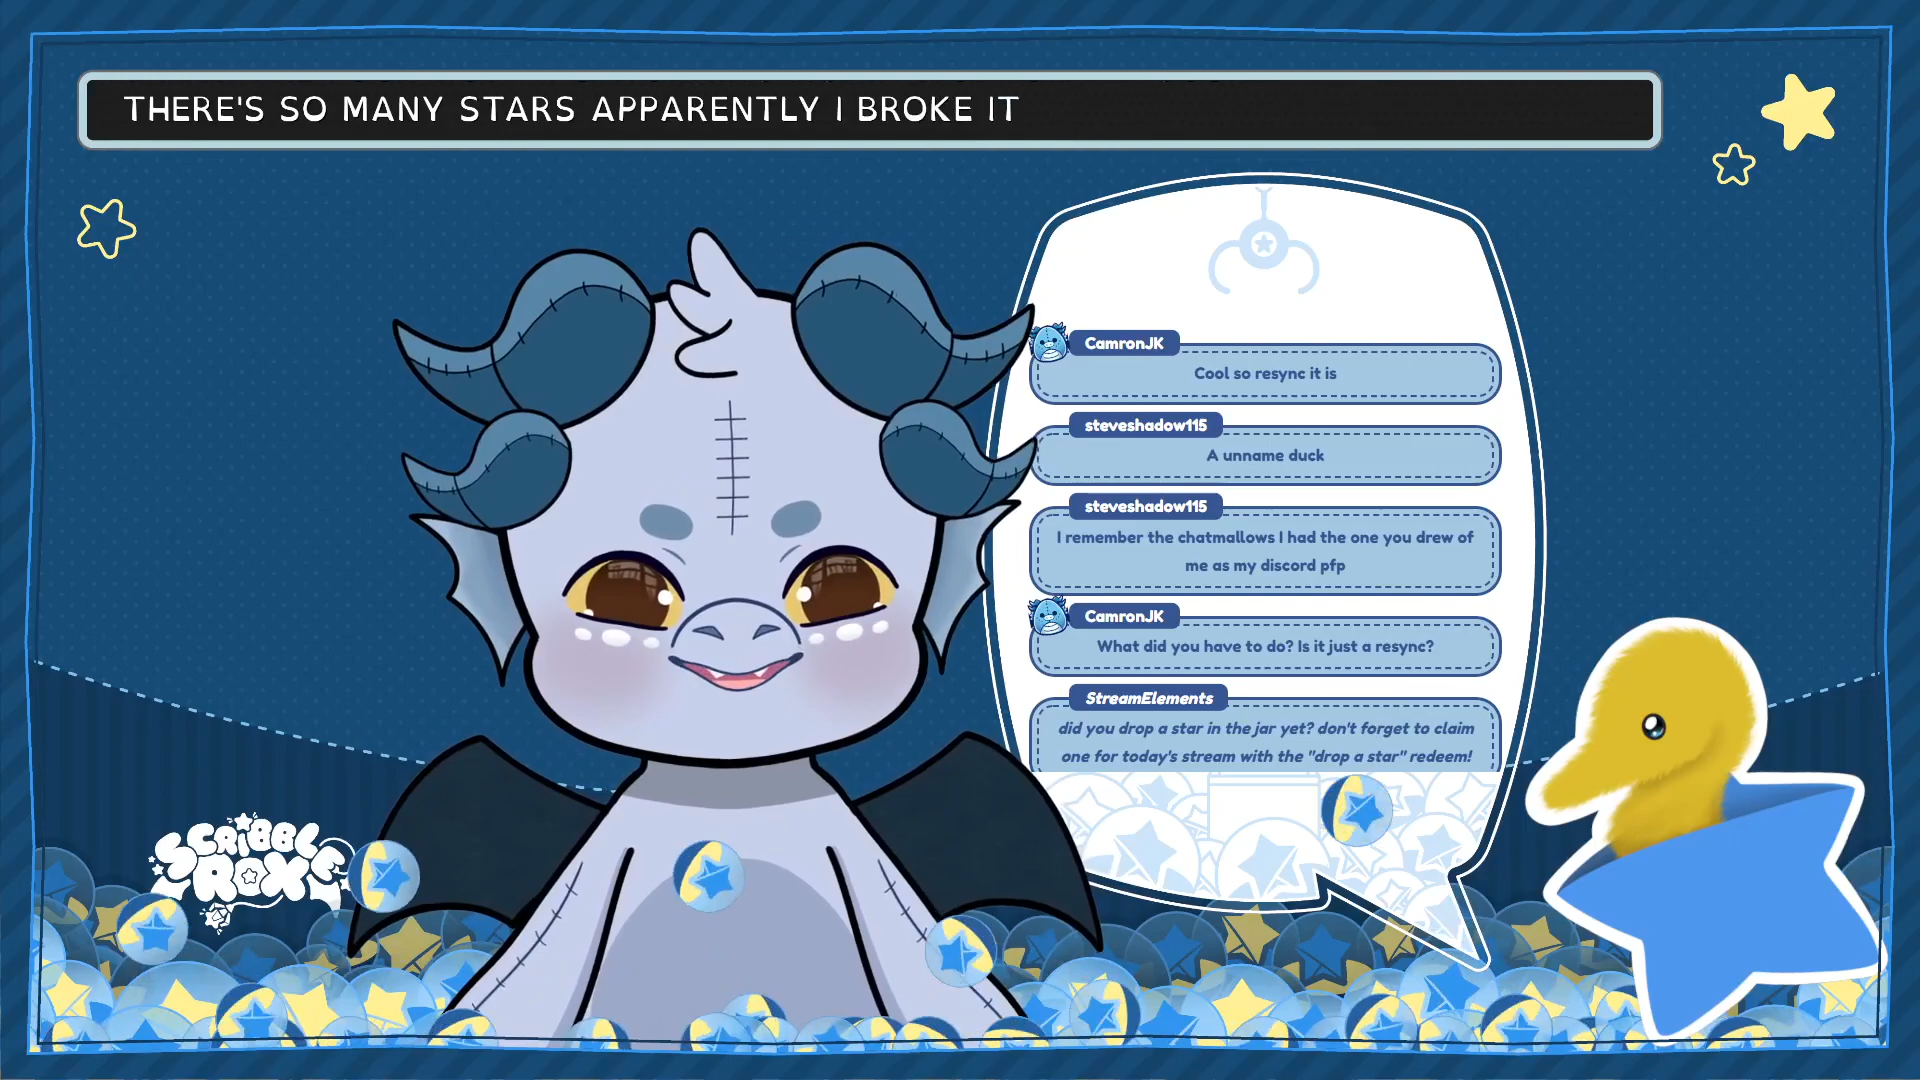 THERE'S SO MANY STARS APPARENTLY I BROKE IT
CamronJK
Cool so resync it is
steveshadow115
A unname duck
steveshadow115
I remember the chatmallows I had the one you drew of
me as my discord pfp
CamronJK
What did you have to do? Is it just a resync?
StreamElements
did you drop a star in the jar yet? don't forget to claim
one for today's stream with the "drop a star" redeem!
SCRIBBLE
ROX